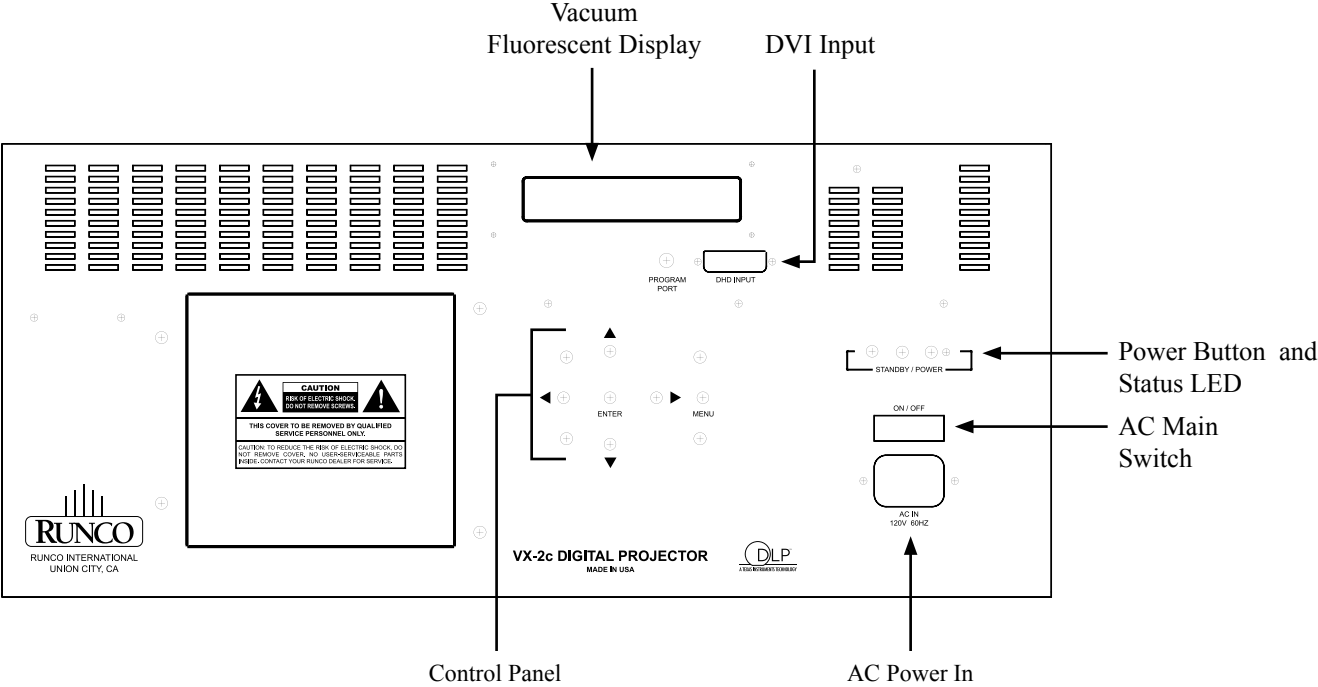 Vacuum
Fluorescent Display
DVI Input
PROGRAM
PORT
DHD INPUT
Power Button and
Status LED
STANDBY / POWER
ON / OFF
AC Main
Switch
ENTER
MENU
CAUTION
RISK OF ELECTRIC SHOCK,
DO NOT REMOVE SCREWS.
THIS COVER TO BE REMOVED BY QUALIFIED
SERVICE PERSONNEL ONLY.
CAUTION: TO REDUCE THE RISK OF ELECTRIC SHOCK, DO
NOT REMOVE COVER, NO USER-SERVICEABLE PARTS
INSIDE. CONTACT YOUR RUNCO DEALER FOR SERVICE.
AC IN
120V 60HZ
RUNCO
RUNCO INTERNATIONAL
UNION CITY, CA
VX-2c DIGITAL PROJECTOR
MADE IN USA
DLP
A TEXAS INSTRUMENTS TECHNOLOGY
Control Panel
AC Power In